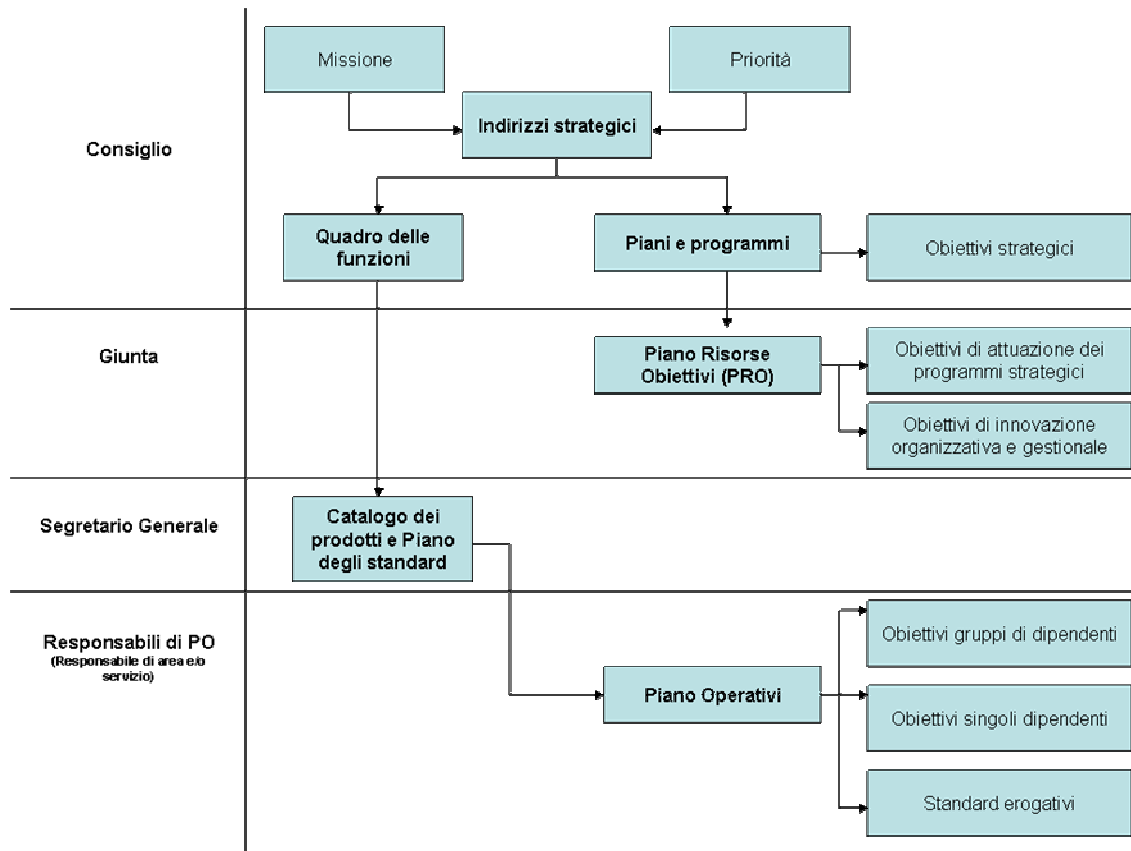 Missione
Priorità
Indirizzi strategici
Consiglio
Quadro delle
funzioni
Piani e programmi
Obiettivi strategici
Giunta
Piano Risorse
Obiettivi (PRO)
Obiettivi di attuazione dei
programmi strategici
Obiettivi di innovazione
organizzativa e gestionale
Segretario Generale
Catalogo dei
prodotti e Piano
degli standard
Responsabili di PO
(Responsabile di area e/o
servizio)
Obiettivi gruppi di dipendenti
Piano Operativi
Obiettivi singoli dipendenti
Standard erogativi